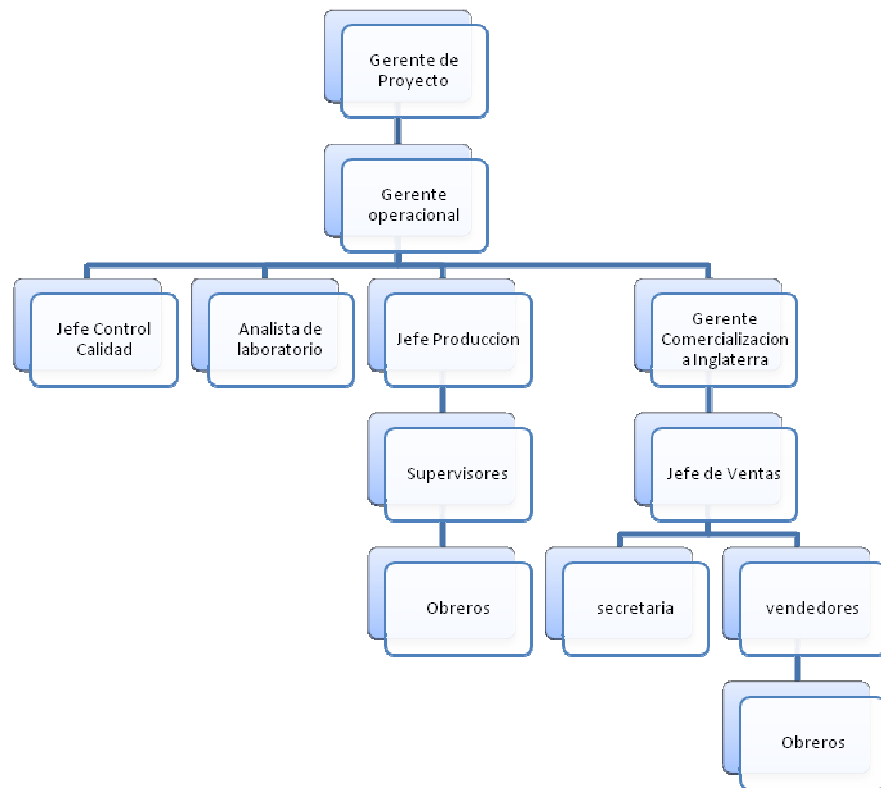 Gerente de
Proyecto
Gerente
operacional
Jefe Control
Calidad
Analista de
laboratorio
Jefe Produccion
Gerente
Comercializacion
a Inglaterra
Supervisores
Jefe de Ventas
Obreros
secretaria
vendedores
Obreros